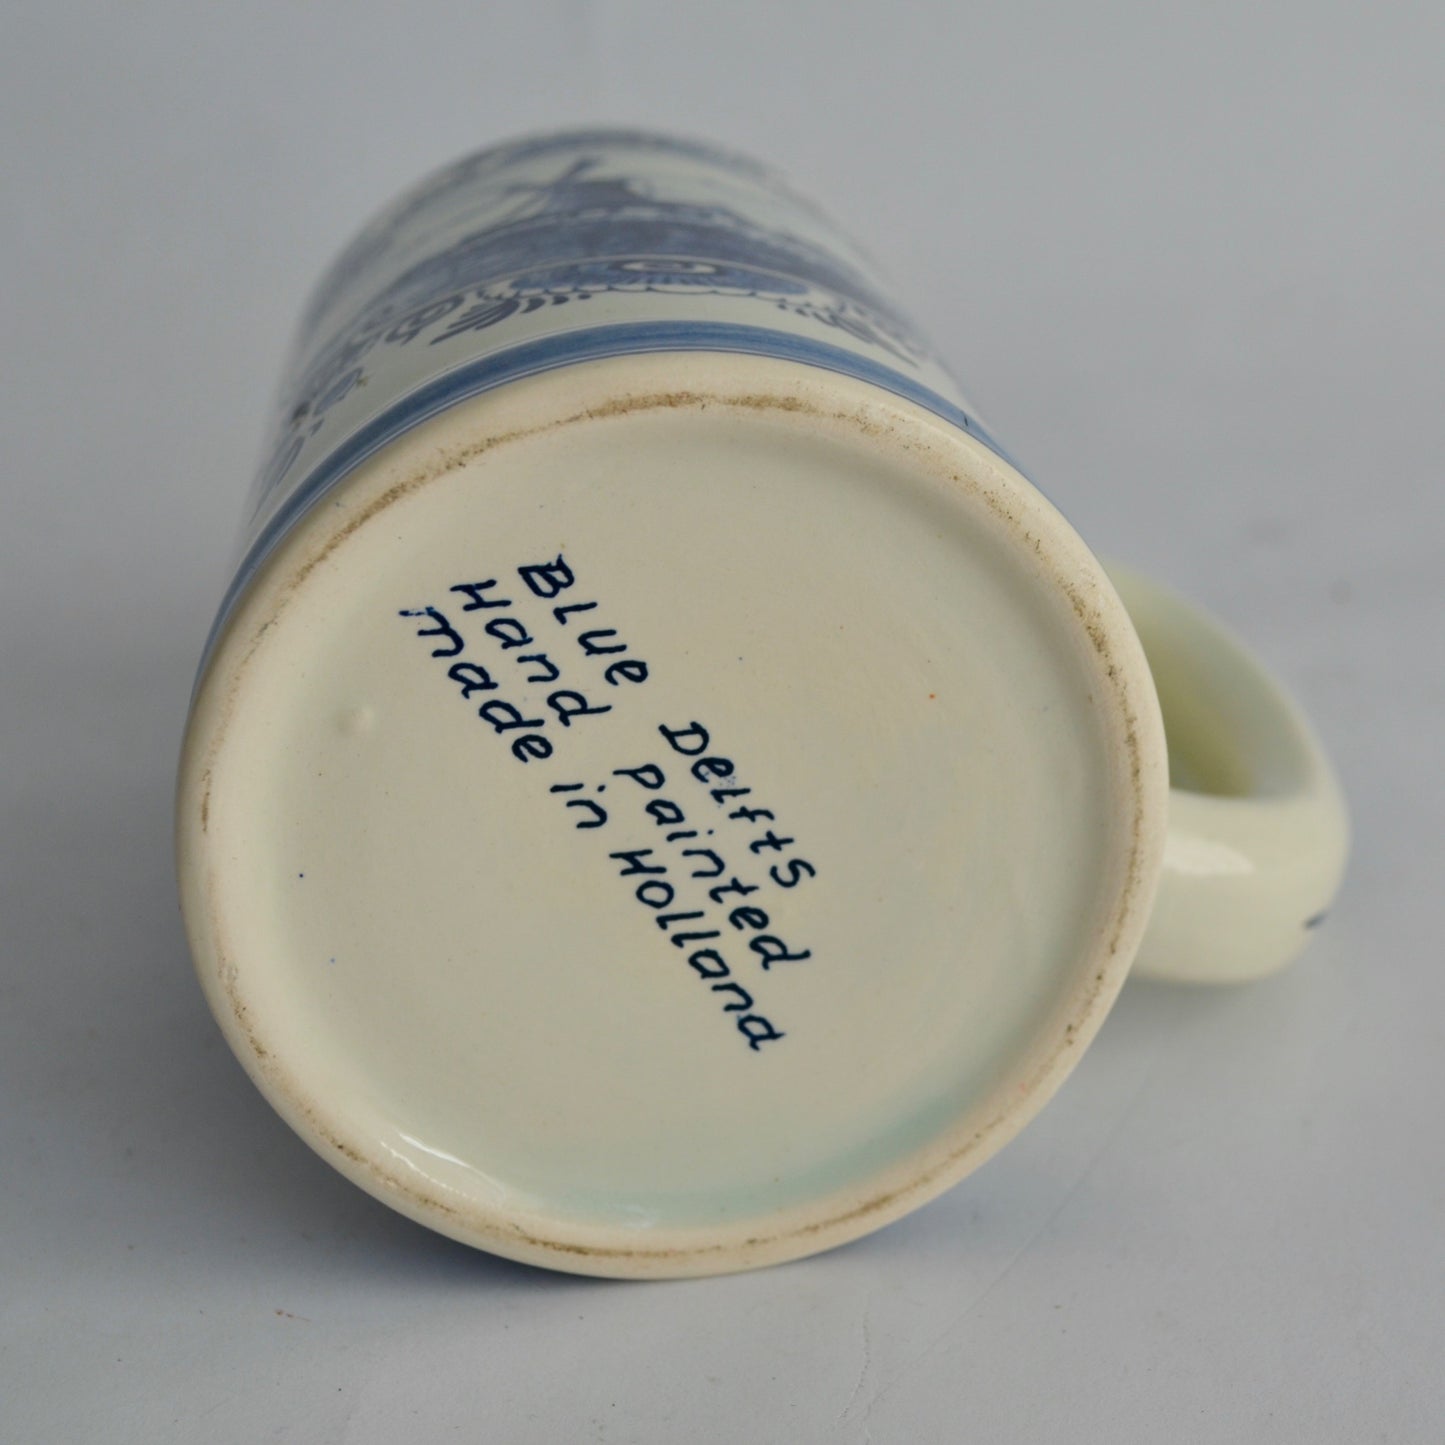 BLue DeLfts
Hand painted
made in Holland